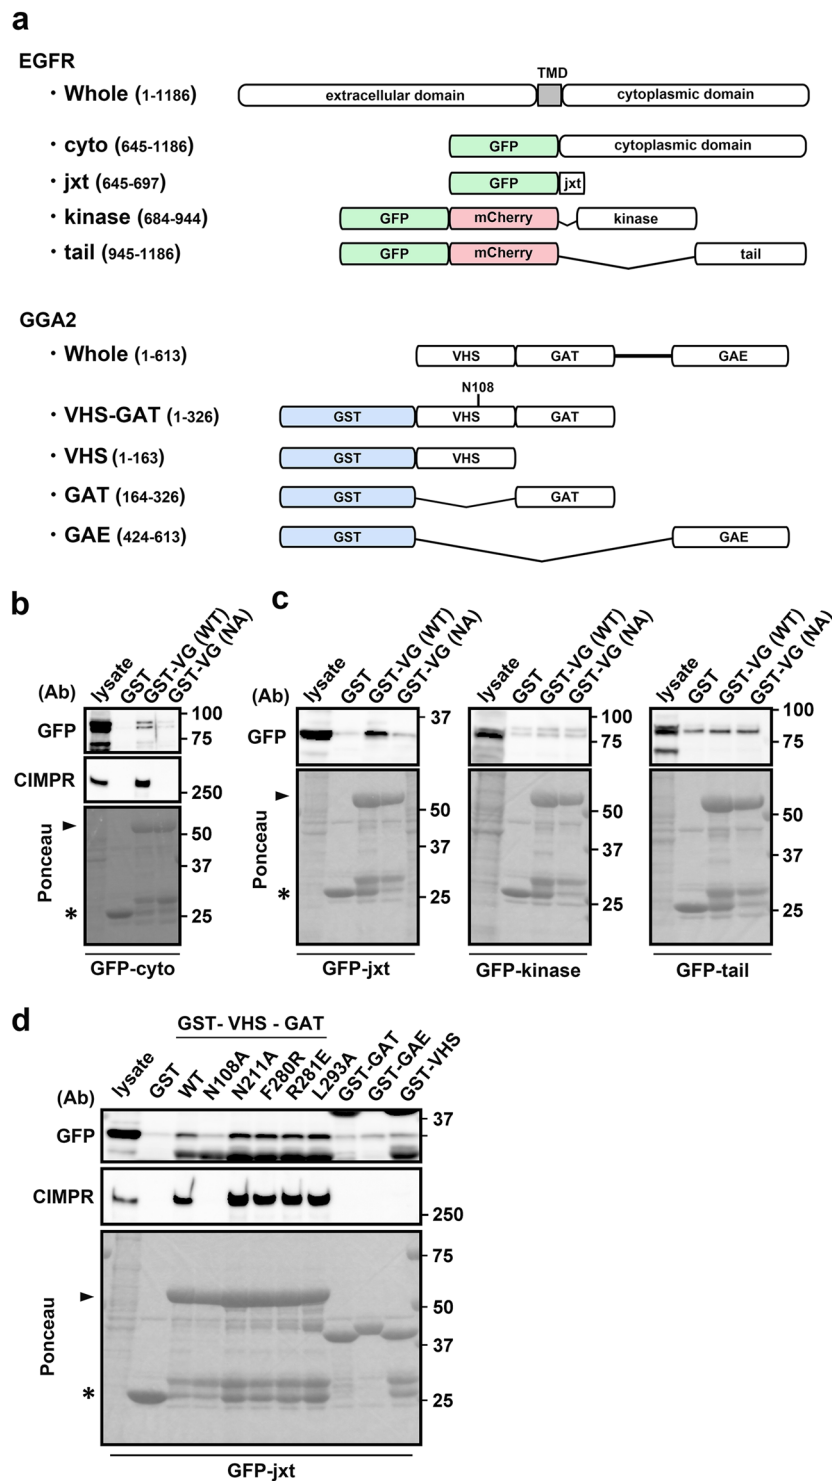 a
EGFR
・Whole (1-1186)
TMD
extracellular domain
cytoplasmic domain
・cyto (645-1186)
GFP
cytoplasmic domain
・jxt (645-697)
GFP
jxt
・kinase (684-944)
GFP
mCherry
kinase
・tail (945-1186)
GFP
mCherry
tail
GGA2
・Whole (1-613)
VHS
GAT
GAE
N108
・VHS-GAT (1-326)
GST
VHS
GAT
・VHS (1-163)
GST
VHS
・GAT (164-326)
GST
GAT
・GAE (424-613)
GST
GAE
b
(Ab)
lysate
GST
GST-VG (WT)
GST-VG (NA)
GFP
100
75
CIMPR
250
Ponceau
50
37
*
25
GFP-cyto
c
(Ab)
lysate
GST
GST-VG (WT)
GST-VG (NA)
GFP
37
Ponceau
50
37
*
25
GFP-jxt
lysate
GST
GST-VG (WT)
GST-VG (NA)
100
75
50
37
25
GFP-kinase
lysate
GST
GST-VG (WT)
GST-VG (NA)
100
75
50
37
25
GFP-tail
d
GST- VHS - GAT
(Ab)
lysate
GST
WT
N108A
N211A
F280R
R281E
L293A
GST-GAT
GST-GAE
GST-VHS
GFP
37
CIMPR
250
Ponceau
75
50
37
*
25
GFP-jxt